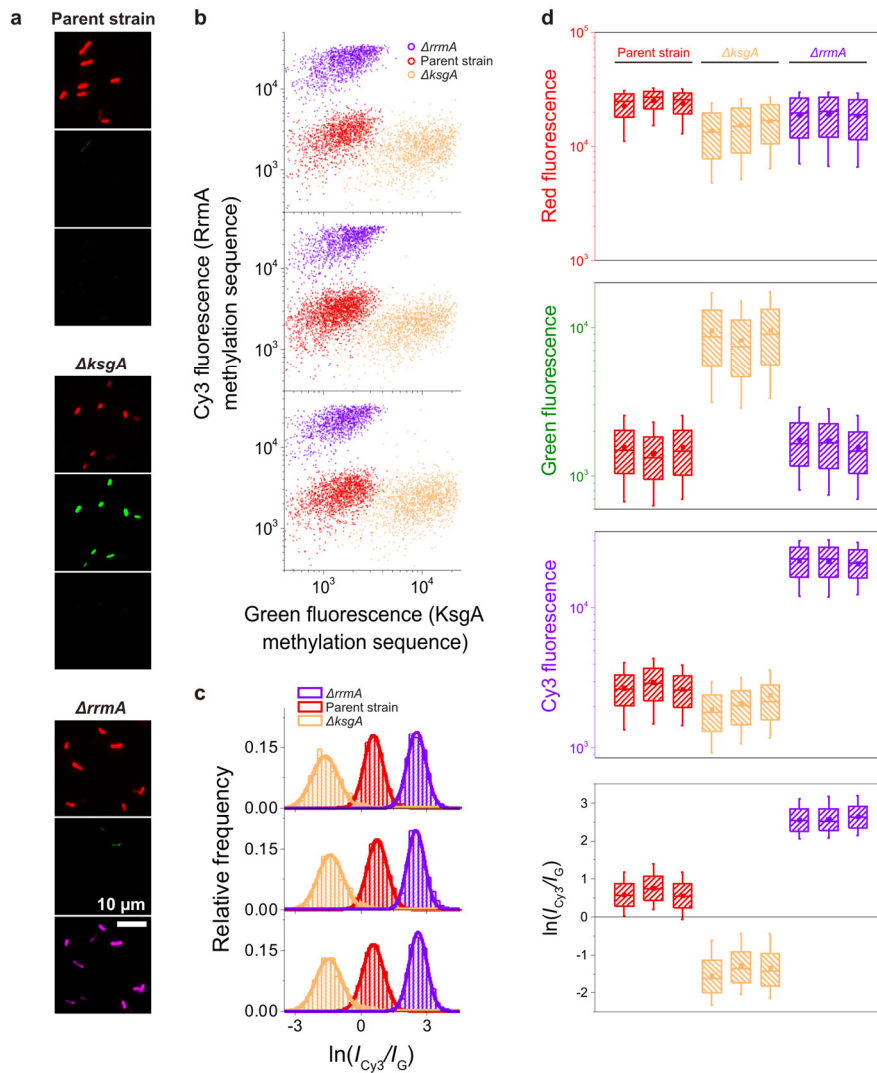 a
Parent strain
ΔksgA
ΔrrmA
10 µm
b
ΔrrmA
Parent strain
ΔksgA
10⁴
10³
10⁴
10³
10⁴
10³
10³
10⁴
Cy3 fluorescence (RrmA
methylation sequence)
Green fluorescence (KsgA
methylation sequence)
c
ΔrrmA
Parent strain
ΔksgA
0.15
0.00
0.15
0.00
0.15
0.00
-3
0
3
Relative frequency
ln(I_Cy3/I_G)
d
Parent strain
ΔksgA
ΔrrmA
10⁵
10⁴
10³
Red fluorescence
10⁴
10³
Green fluorescence
10⁴
10³
Cy3 fluorescence
3
2
1
0
-1
-2
ln(I_Cy3/I_G)